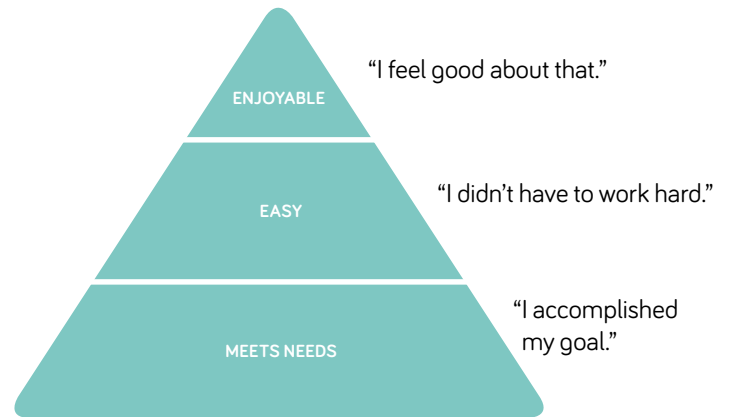 “I feel good about that.”
ENJOYABLE
“I didn’t have to work hard.”
EASY
“I accomplished
my goal.”
MEETS NEEDS